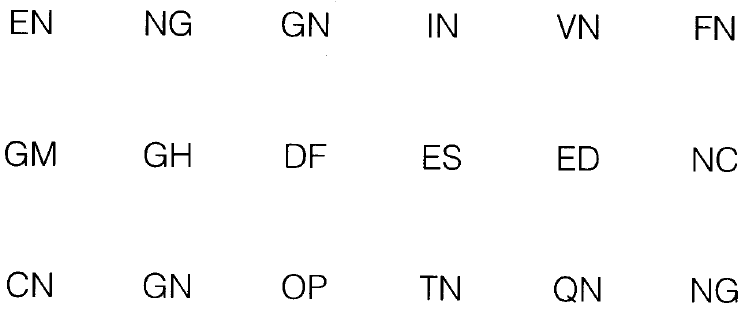 EN NG GN IN VN FN
GM GH DF ES ED NC
CN GN OP TN QN NG